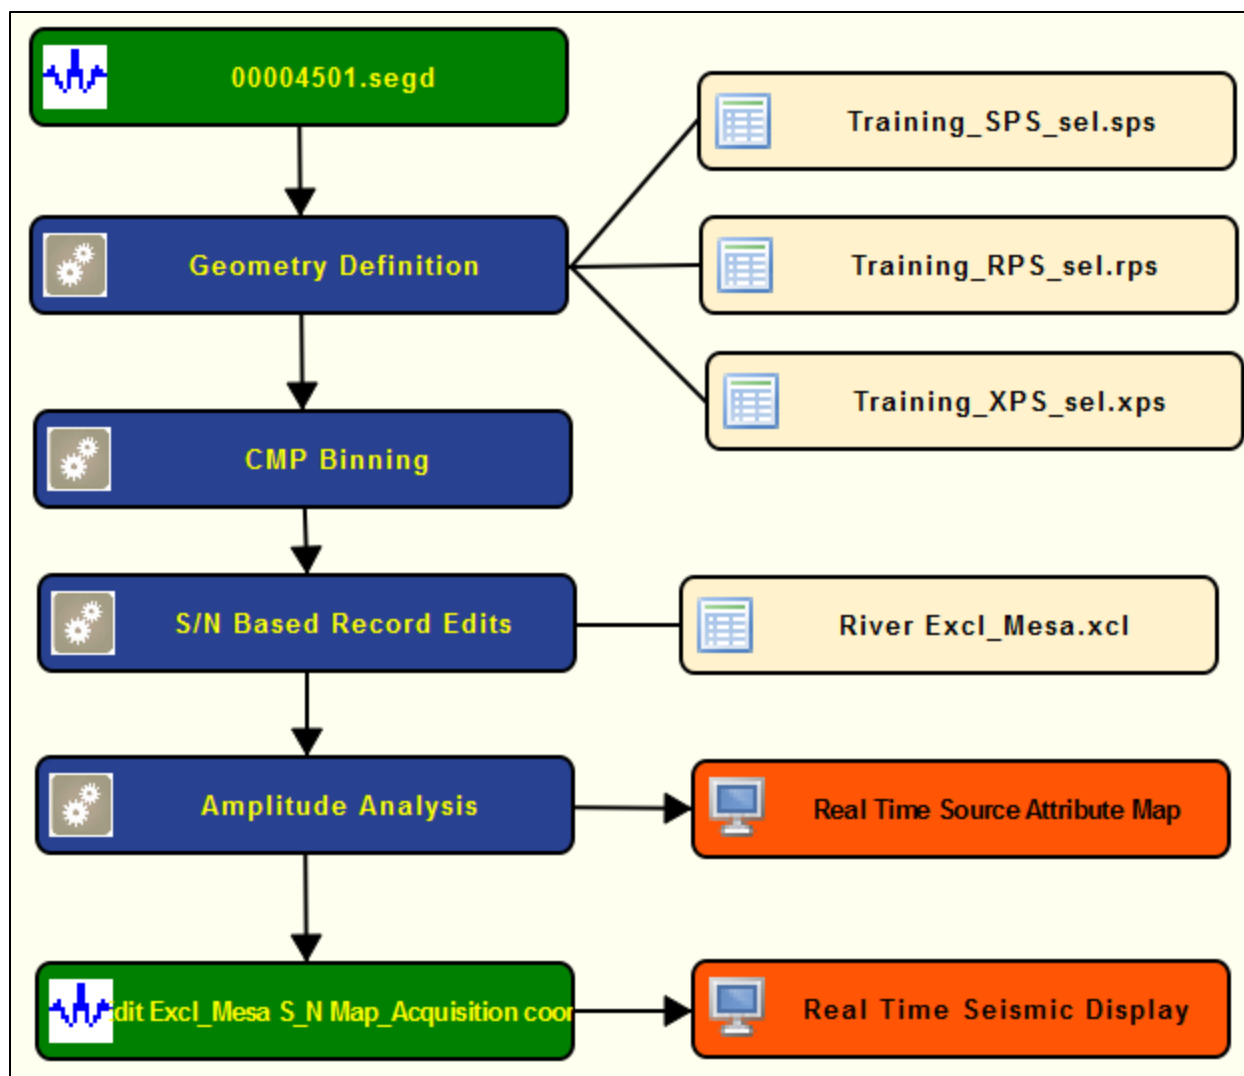 00004501.segd
Training_SPS_sel.sps
Geometry Definition
Training_RPS_sel.rps
Training_XPS_sel.xps
CMP Binning
S/N Based Record Edits
River Excl_Mesa.xcl
Amplitude Analysis
Real Time Source Attribute Map
dit Excl_Mesa S_N Map_Acquisition coor
Real Time Seismic Display